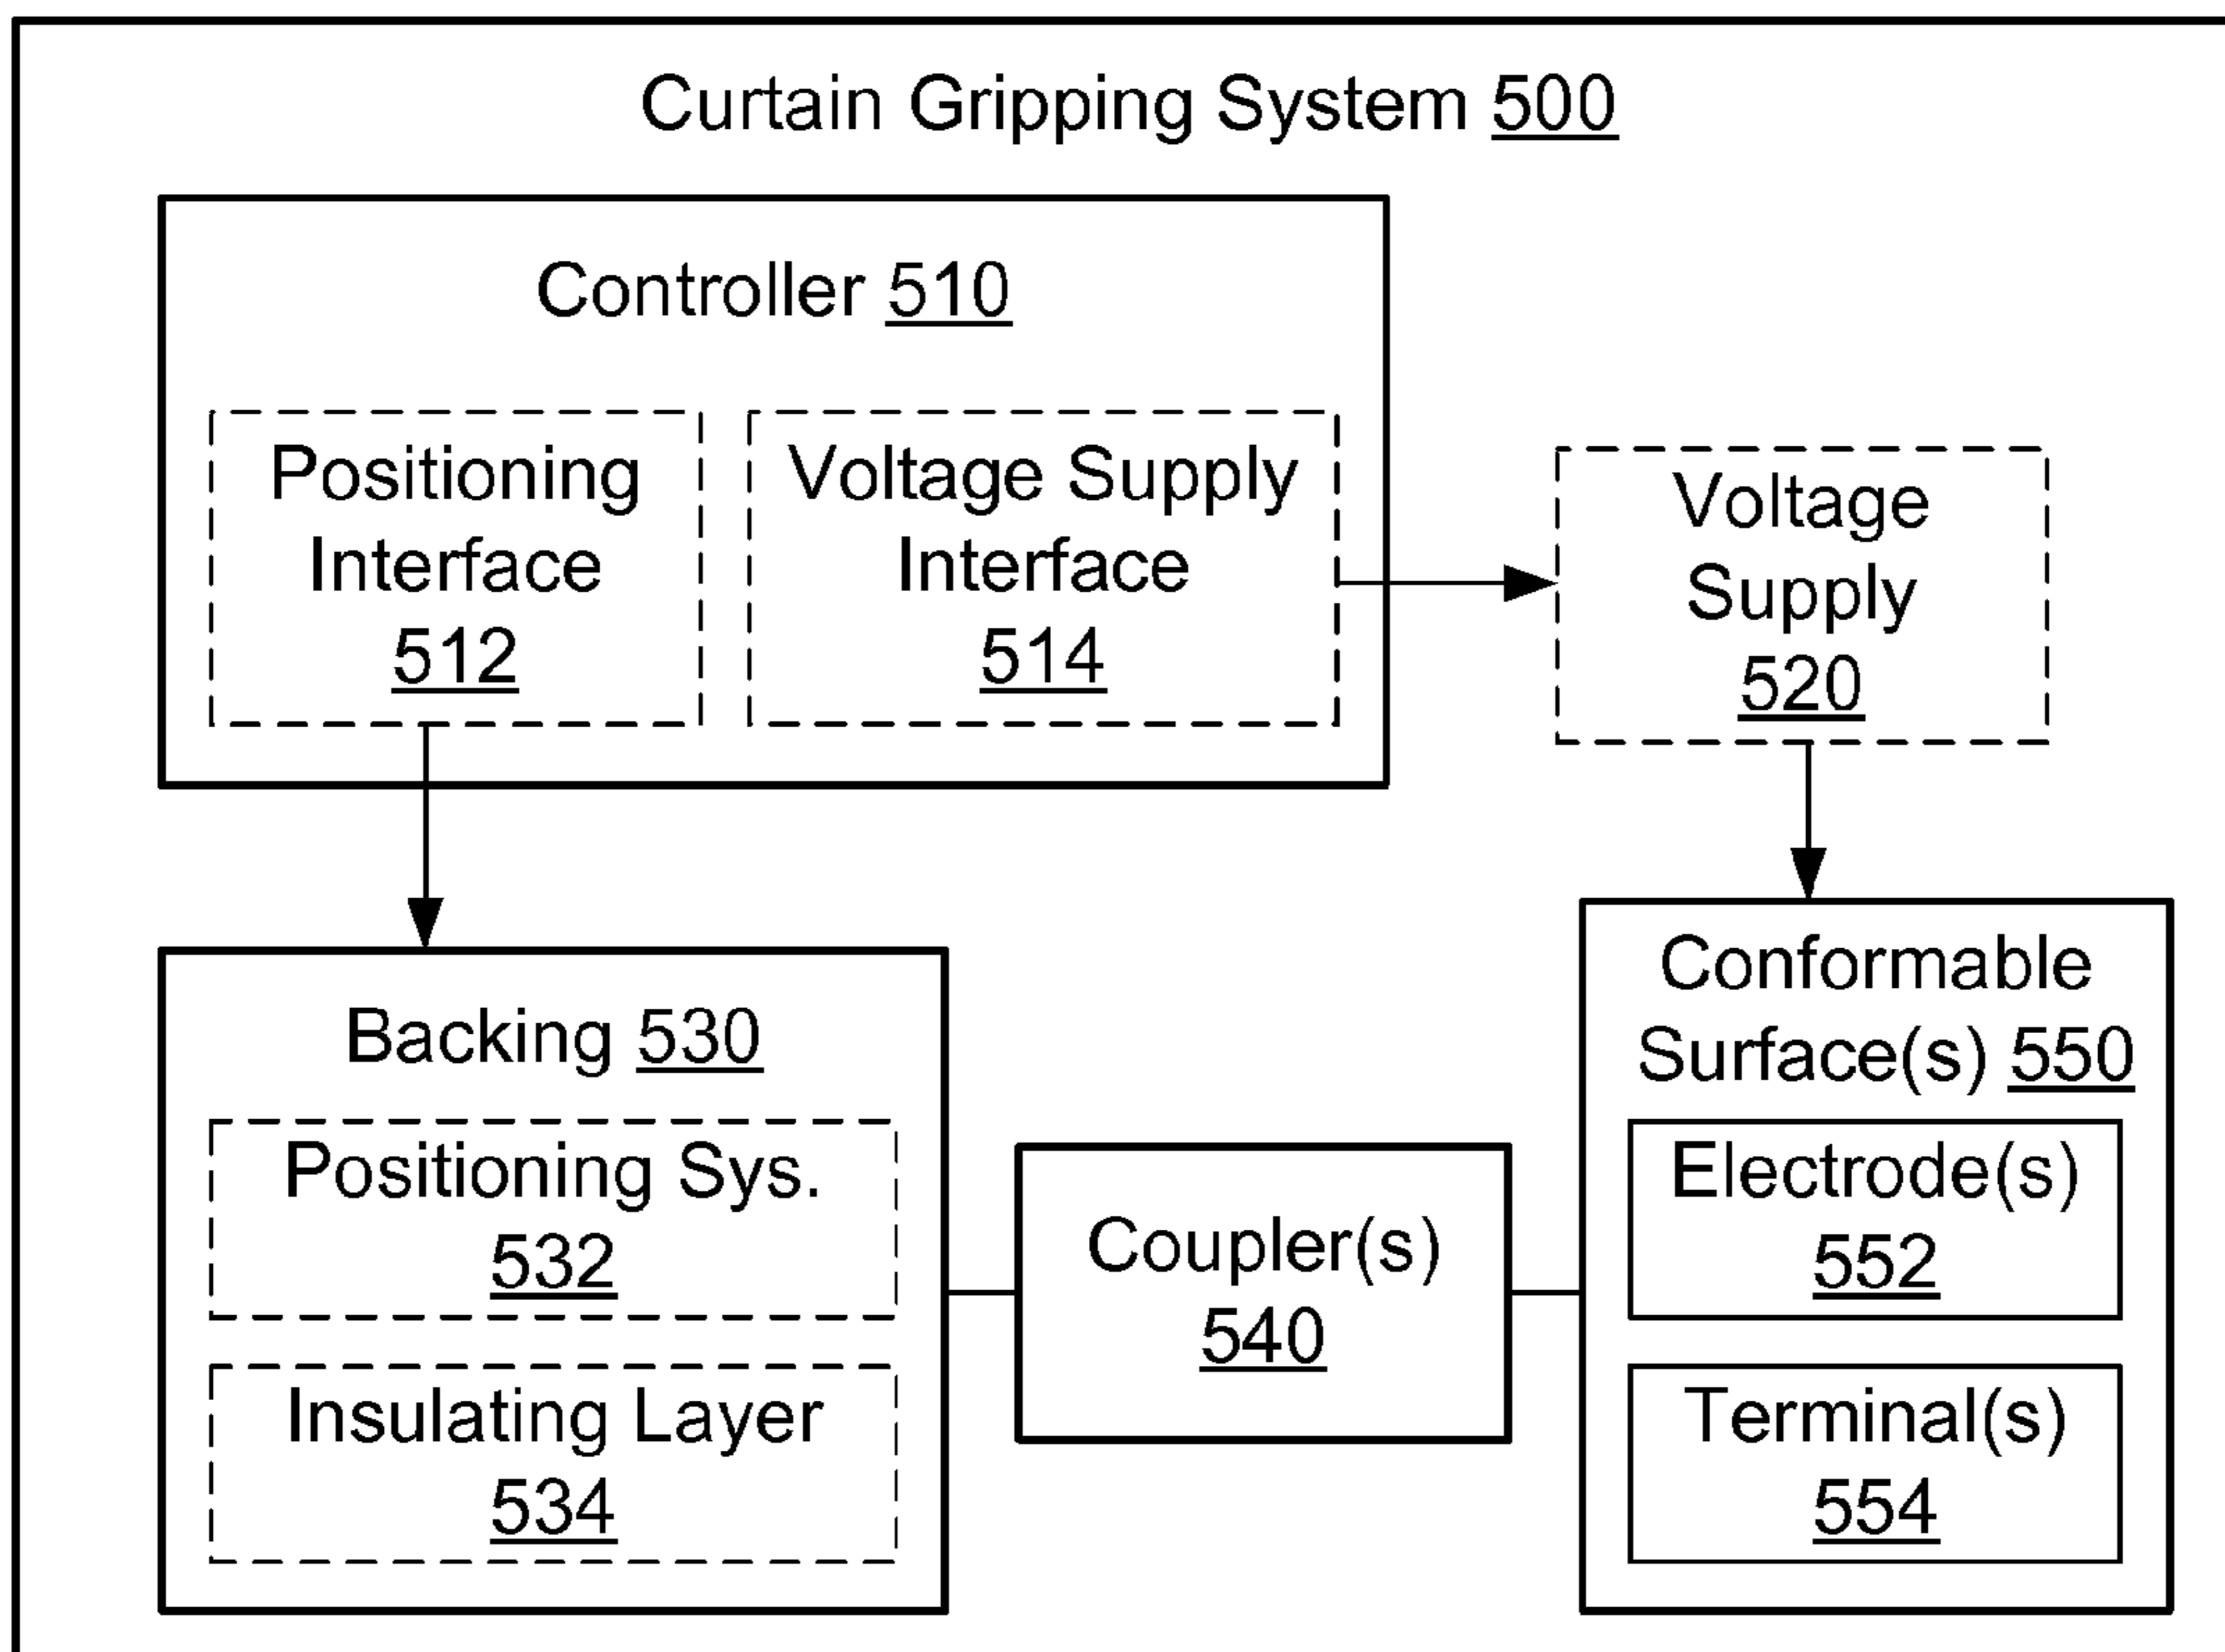 Curtain Gripping System 500
Controller 510
Positioning
Interface
512
Voltage Supply
Interface
514
Voltage
Supply
520
Backing 530
Positioning Sys.
532
Insulating Layer
534
Coupler(s)
540
Conformable
Surface(s) 550
Electrode(s)
552
Terminal(s)
554